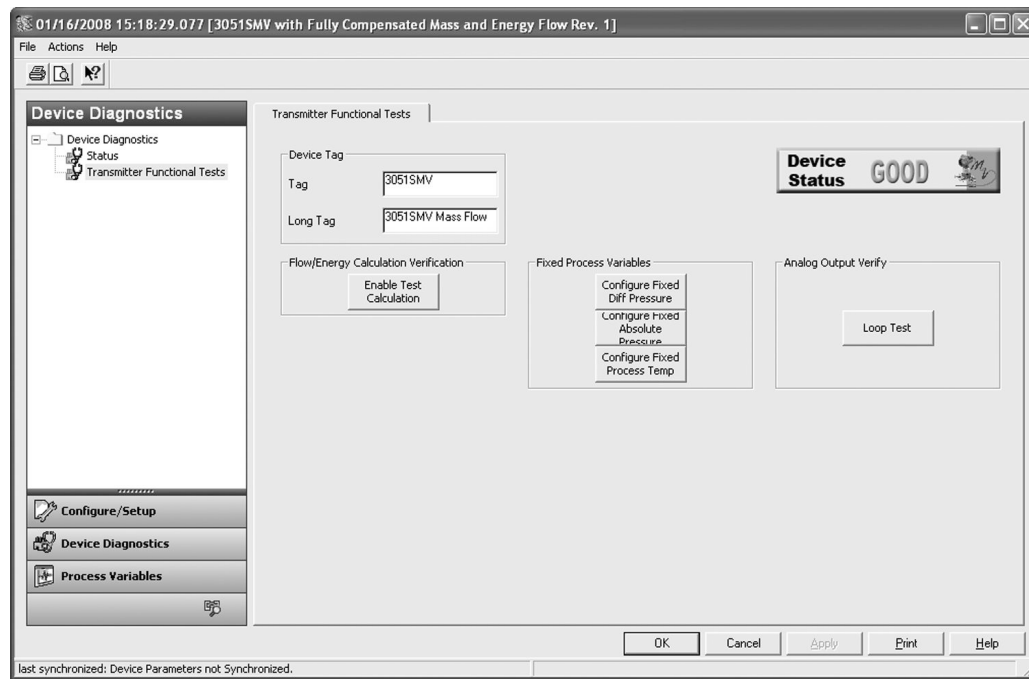 01/16/2008 15:18:29.077 [3051SMV with Fully Compensated Mass and Energy Flow Rev. 1]
File Actions Help
Device Diagnostics
Device Diagnostics
Status
Transmitter Functional Tests
Configure/Setup
Device Diagnostics
Process Variables
Transmitter Functional Tests
Device Tag
Tag
3051SMV
Long Tag
3051SMV Mass Flow
Device
Status
GOOD
MV
Flow/Energy Calculation Verification
Enable Test
Calculation
Fixed Process Variables
Configure Fixed
Diff Pressure
Configure Fixed
Absolute
Pressure
Configure Fixed
Process Temp
Analog Output Verify
Loop Test
OK Cancel Apply Print Help
last synchronized: Device Parameters not Synchronized.